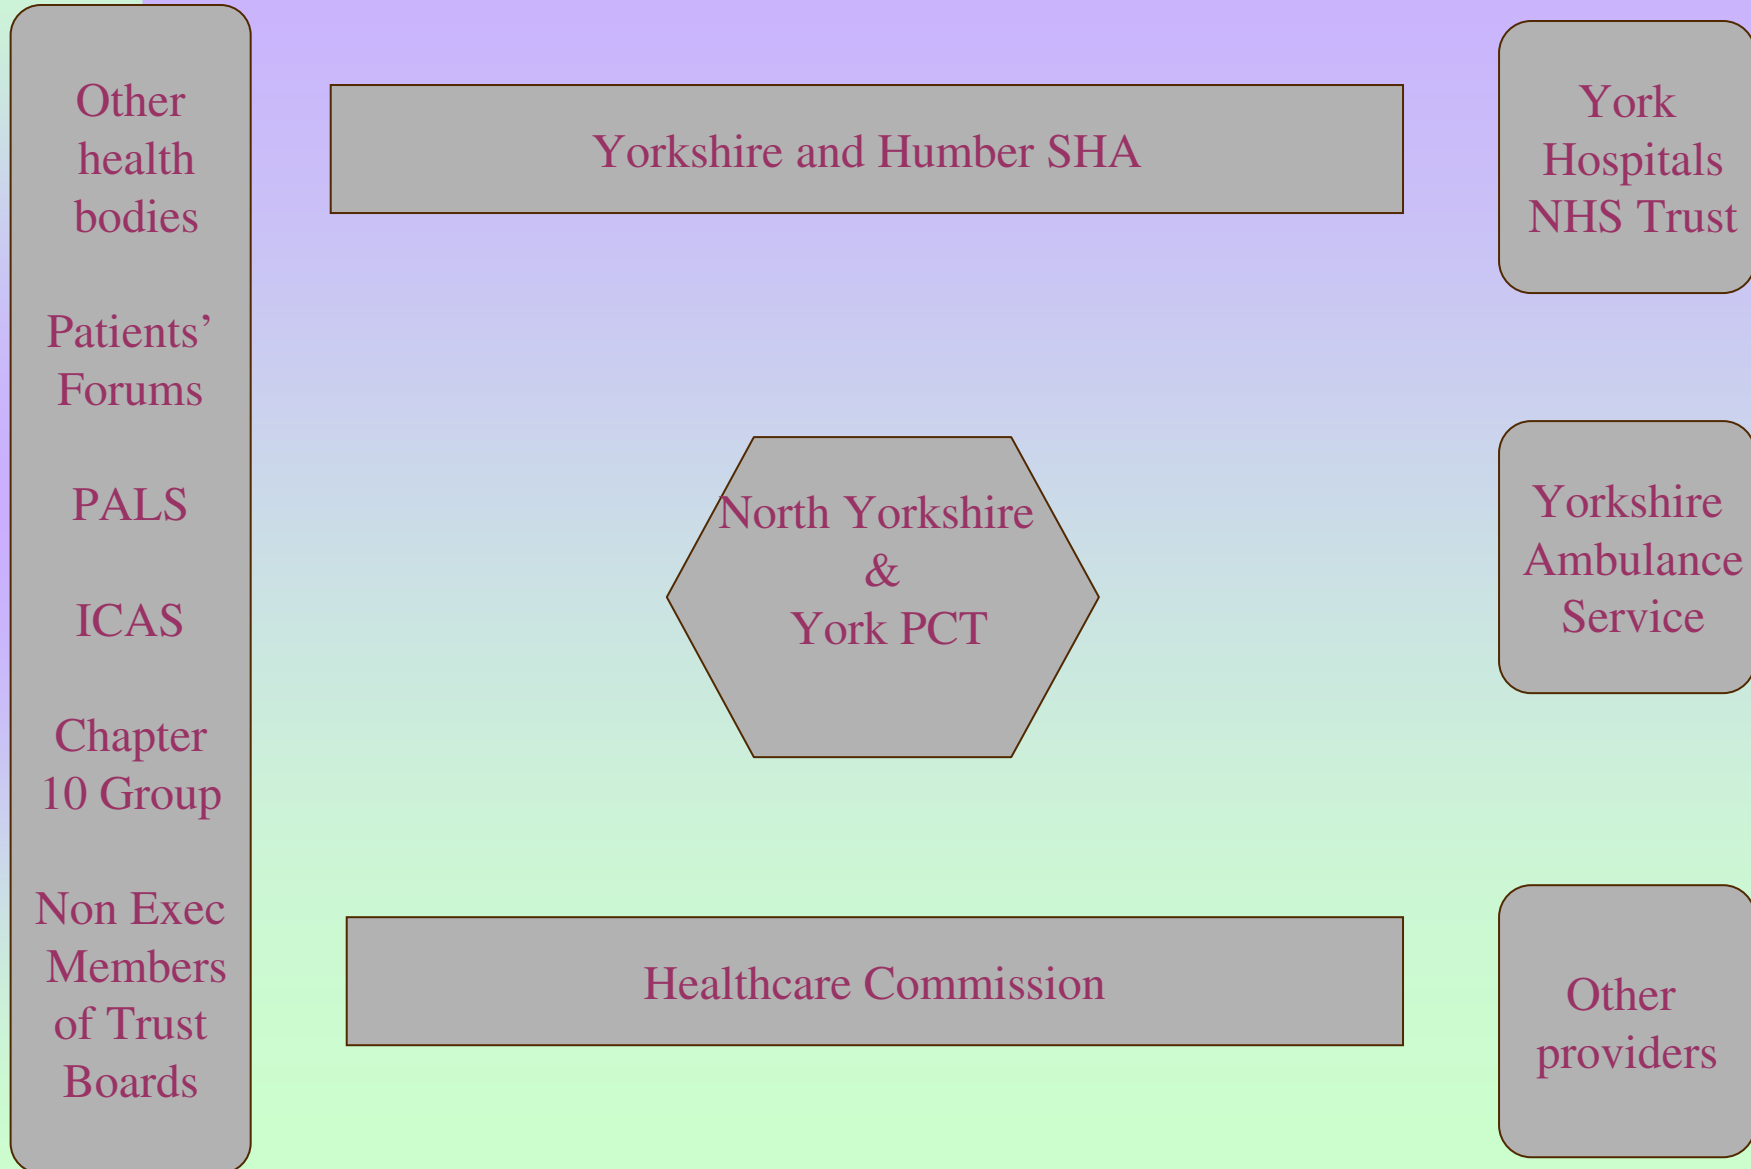 Other
health
bodies
Patients’
Forums
PALS
ICAS
Chapter
10 Group
Non Exec
Members
of Trust
Boards
Yorkshire and Humber SHA
North Yorkshire
&
York PCT
Healthcare Commission
York
Hospitals
NHS Trust
Yorkshire
Ambulance
Service
Other
providers